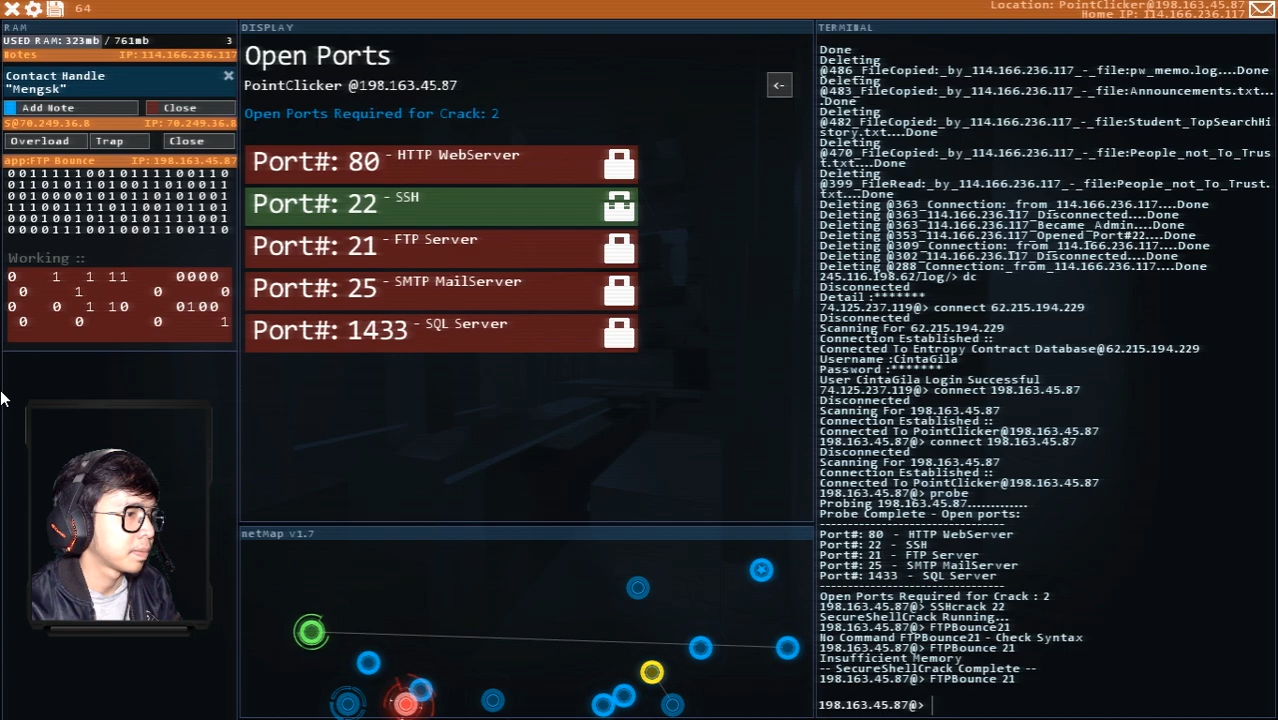 64
Location: PointClicker@198.163.45.87
Home IP: 114.166.236.117
RAM
USED RAM: 323mb / 761mb 3
Notes IP: 114.166.236.117
Contact Handle
"Mengsk"
Add Note Close
S@70.249.36.8 IP: 70.249.36.8
Overload Trap Close
app:FTP Bounce IP: 198.163.45.87
Working ::
DISPLAY
Open Ports
PointClicker @198.163.45.87
<-
Open Ports Required for Crack: 2
Port#: 80 - HTTP WebServer
Port#: 22 - SSH
Port#: 21 - FTP Server
Port#: 25 - SMTP MailServer
Port#: 1433 - SQL Server
netMap v1.7
TERMINAL
Done
Deleting
@486_FileCopied:_by_114.166.236.117_-_file:pw_memo.log....Done
Deleting
@483_FileCopied:_by_114.166.236.117_-_file:Announcements.txt...
.Done
Deleting
@482_FileCopied:_by_114.166.236.117_-_file:Student_TopSearchHi
story.txt....Done
Deleting
@470_FileCopied:_by_114.166.236.117_-_file:People_not_To_Trus
t.txt....Done
Deleting
@399_FileRead:_by_114.166.236.117_-_file:People_not_To_Trust.
txt....Done
Deleting @363_Connection:_from_114.166.236.117....Done
Deleting @363_114.166.236.117_Disconnected....Done
Deleting @363_114.166.236.117_Became_Admin....Done
Deleting @353_114.166.236.117_Opened_Port#22....Done
Deleting @309_Connection:_from_114.166.236.117....Done
Deleting @302_114.166.236.117_Disconnected....Done
Deleting @288_Connection:_from_114.166.236.117....Done
245.116.198.62/log/> dc
Disconnected
Detail :*******
74.125.237.119@> connect 62.215.194.229
Disconnected
Scanning For 62.215.194.229
Connection Established ::
Connected To Entropy Contract Database@62.215.194.229
Username :CintaGila
Password :*******
User CintaGila Login Successful
74.125.237.119@> connect 198.163.45.87
Disconnected
Scanning For 198.163.45.87
Connection Established ::
Connected To PointClicker@198.163.45.87
198.163.45.87@> connect 198.163.45.87
Disconnected
Scanning For 198.163.45.87
Connection Established ::
Connected To PointClicker@198.163.45.87
198.163.45.87@> probe
Probing 198.163.45.87.............
Probe Complete - Open ports:
---------------------------------
Port#: 80 - HTTP WebServer
Port#: 22 - SSH
Port#: 21 - FTP Server
Port#: 25 - SMTP MailServer
Port#: 1433 - SQL Server
---------------------------------
Open Ports Required for Crack : 2
198.163.45.87@> SSHcrack 22
SecureShellCrack Running...
198.163.45.87@> FTPBounce21
No Command FTPBounce21 - Check Syntax
198.163.45.87@> FTPBounce 21
Insufficient Memory
-- SecureShellCrack Complete --
198.163.45.87@> FTPBounce 21
198.163.45.87@>